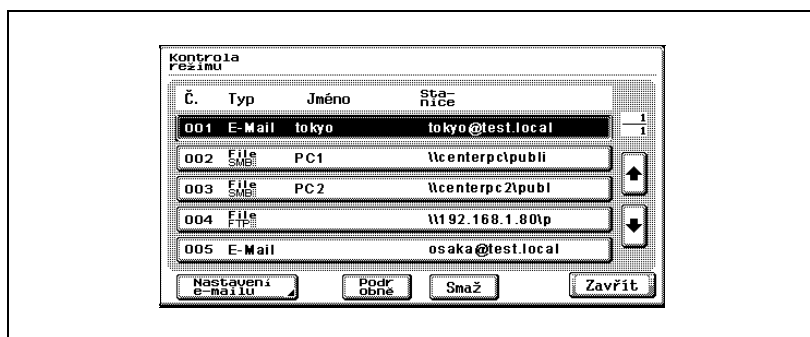 Kontrola
režimu
Č. Typ Jméno Sta-
nice
001 E-Mail tokyo tokyo@test.local
1
1
002 File
SMB PC1 \\centerpc\publi
003 File
SMB PC2 \\centerpc2\publ
004 File
FTP \\192.168.1.80\p
005 E-Mail osaka@test.local
Nastavení
e-mailu
Podr
obné
Smaž
Zavřít